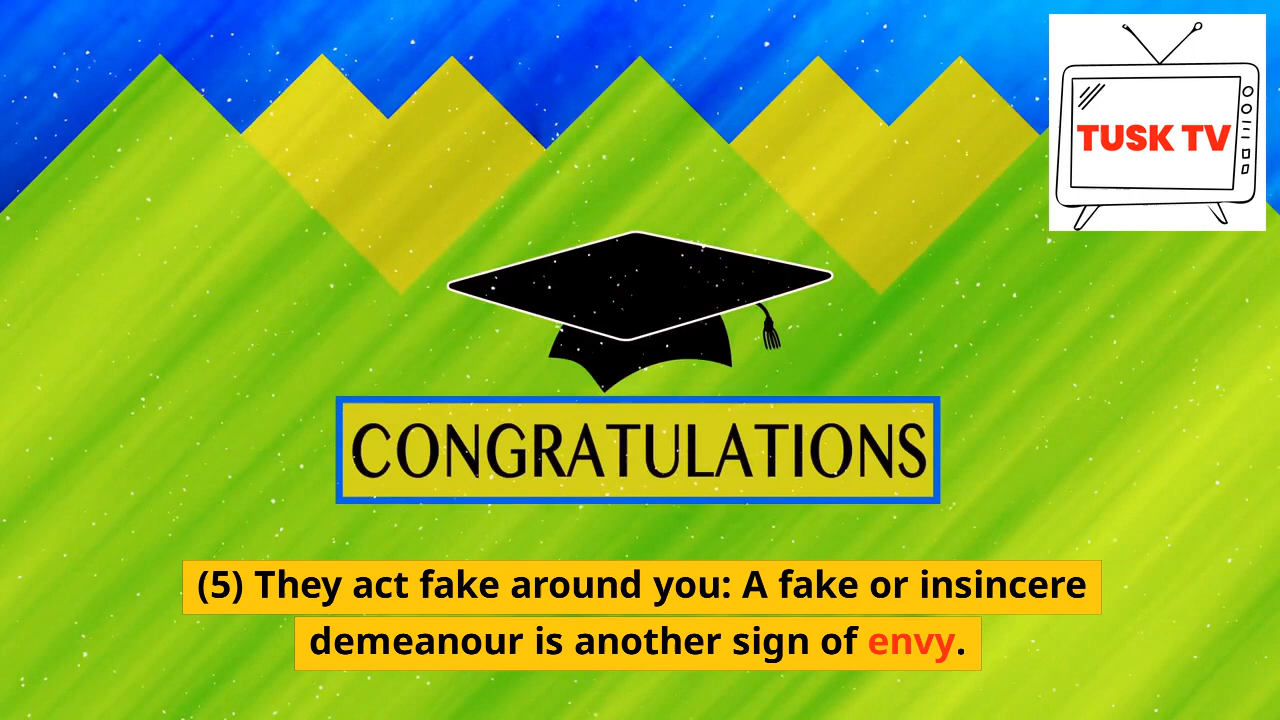 TUSK TV
CONGRATULATIONS
(5) They act fake around you: A fake or insincere
demeanour is another sign of envy.